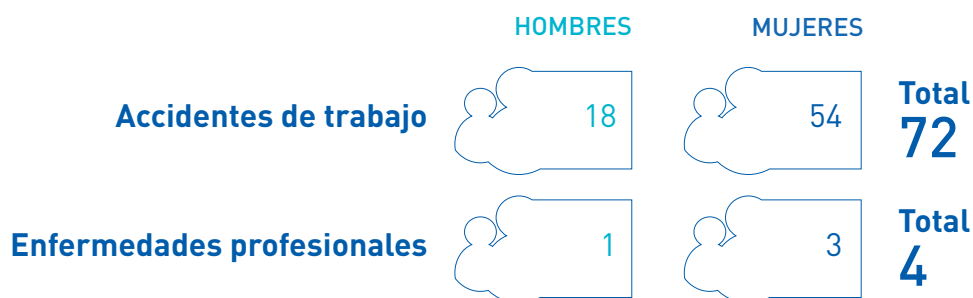 HOMBRES MUJERES
Accidentes de trabajo 18 54 Total 72
Enfermedades profesionales 1 3 Total 4